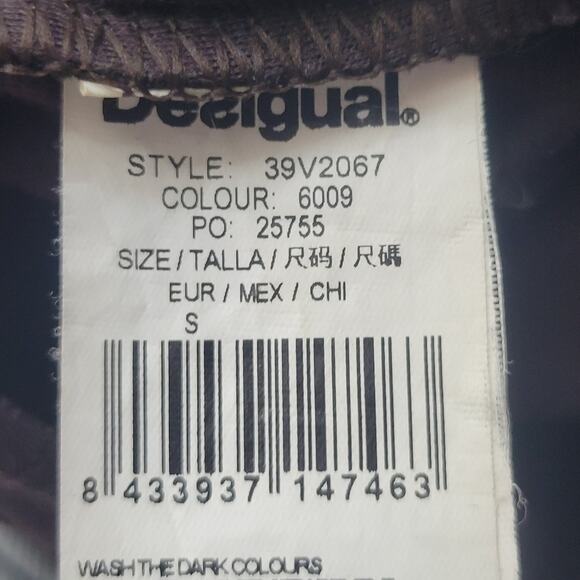 Desigual®
STYLE: 39V2067
COLOUR: 6009
PO: 25755
SIZE / TALLA / 尺码 / 尺碼
EUR / MEX / CHI
S
8 433937 147463
WASH THE DARK COLOURS